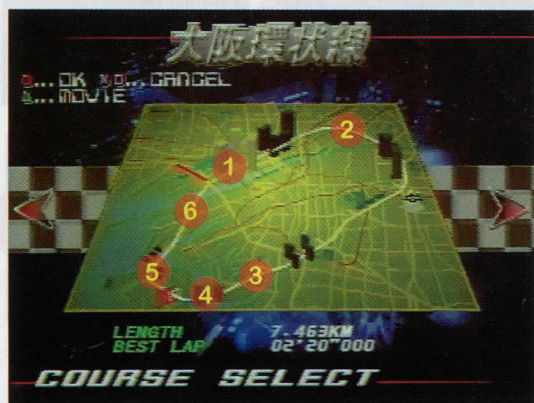 大阪環状線
O... OK X,□... CANCEL
△... MOVIE
1
2
6
5
4
3
LENGTH 7.463KM
BEST LAP 02'20"000
COURSE SELECT